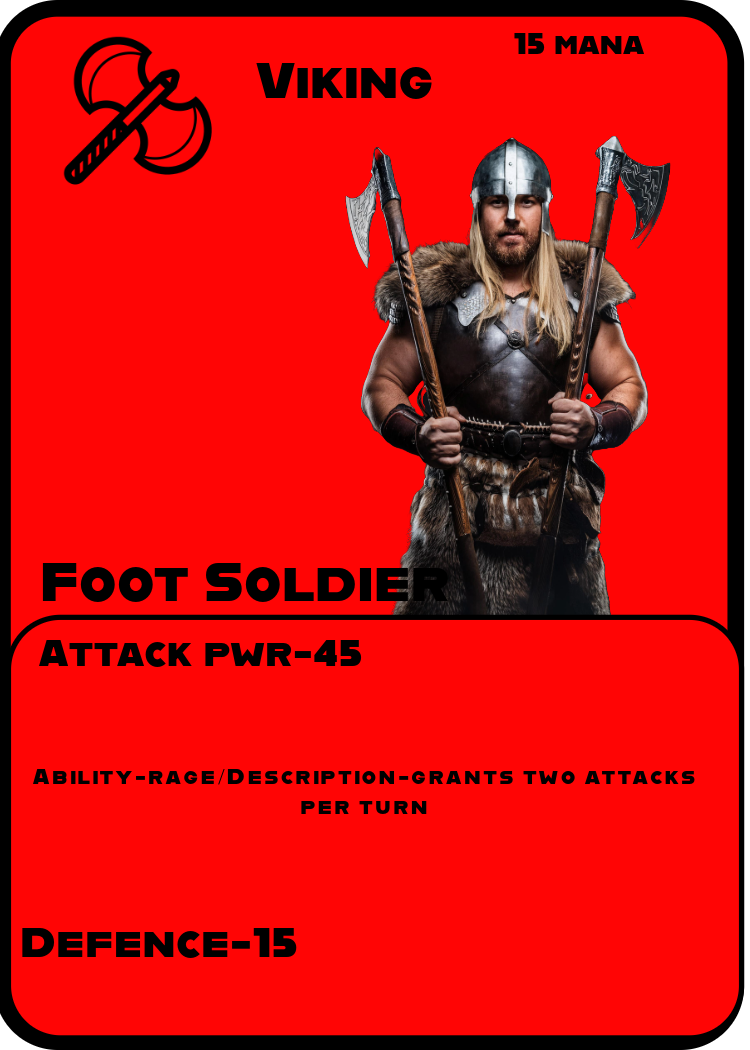 15 mana
Viking
Foot Soldier
Attack pwr-45
Ability-rage/Description-grants two attacks
per turn
Defence-15